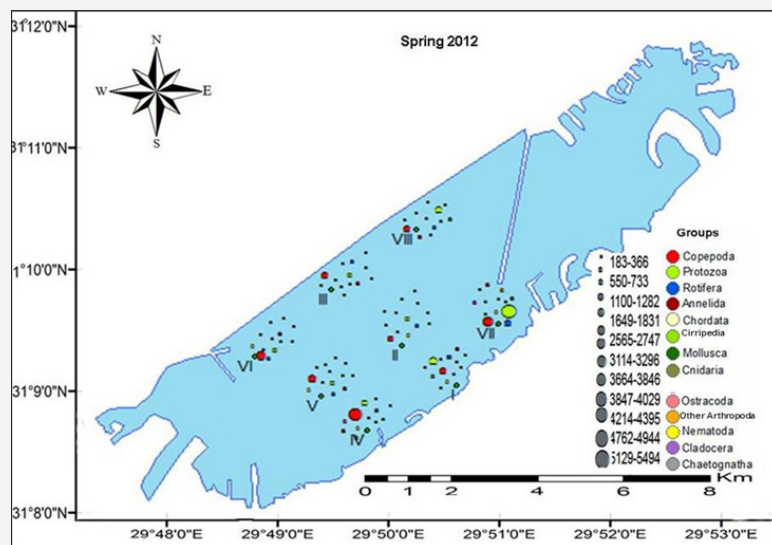 Spring 2012
31°12'0"N
31°11'0"N
1°10'0"N
31°9'0"N
31°8'0"N
N
W E
S
VIII
III
VII
II
VI
V
I
IV
Groups
183-366
550-733
1100-1282
1649-1831
2565-2747
3114-3296
3664-3846
3847-4029
4214-4395
4762-4944
5129-5494
Copepoda
Protozoa
Rotifera
Annelida
Chordata
Cirripedia
Mollusca
Cnidaria
Ostracoda
Other Arthropoda
Nematoda
Cladocera
Chaetognatha
Km
0 1 2 4 6 8
29°48'0"E 29°49'0"E 29°50'0"E 29°51'0"E 29°52'0"E 29°53'0"E